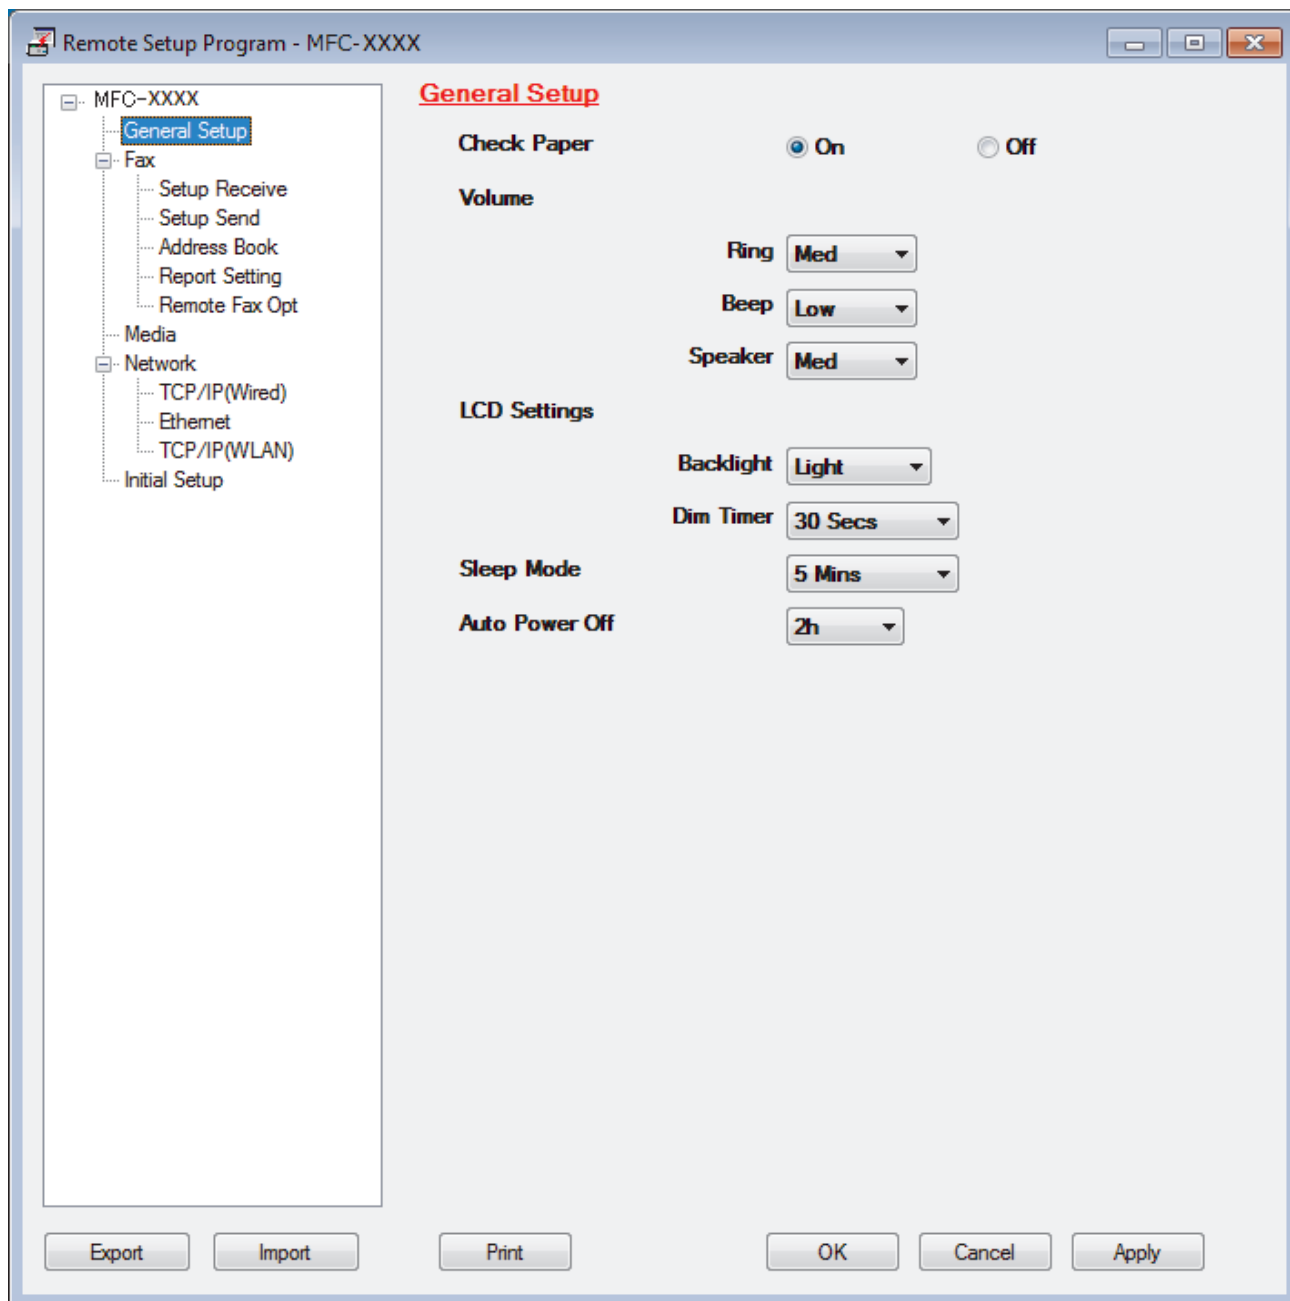 Remote Setup Program - MFC-XXXX
MFC-XXXX
General Setup
Fax
Setup Receive
Setup Send
Address Book
Report Setting
Remote Fax Opt
Media
Network
TCP/IP(Wired)
Ethernet
TCP/IP(WLAN)
Initial Setup
General Setup
Check Paper On Off
Volume
Ring Med
Beep Low
Speaker Med
LCD Settings
Backlight Light
Dim Timer 30 Secs
Sleep Mode 5 Mins
Auto Power Off 2h
Export Import Print OK Cancel Apply